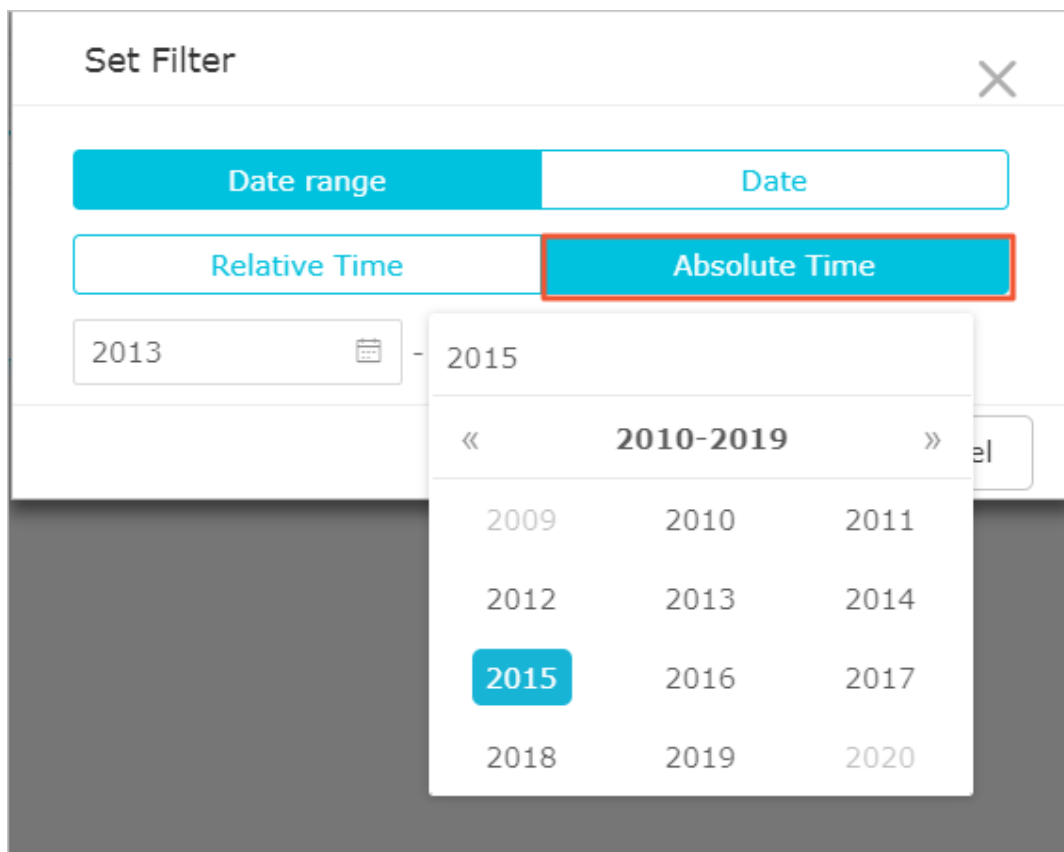 Set Filter
Date range Date
Relative Time Absolute Time
2013 - 2015
« 2010-2019 »
el
2009 2010 2011
2012 2013 2014
2015 2016 2017
2018 2019 2020